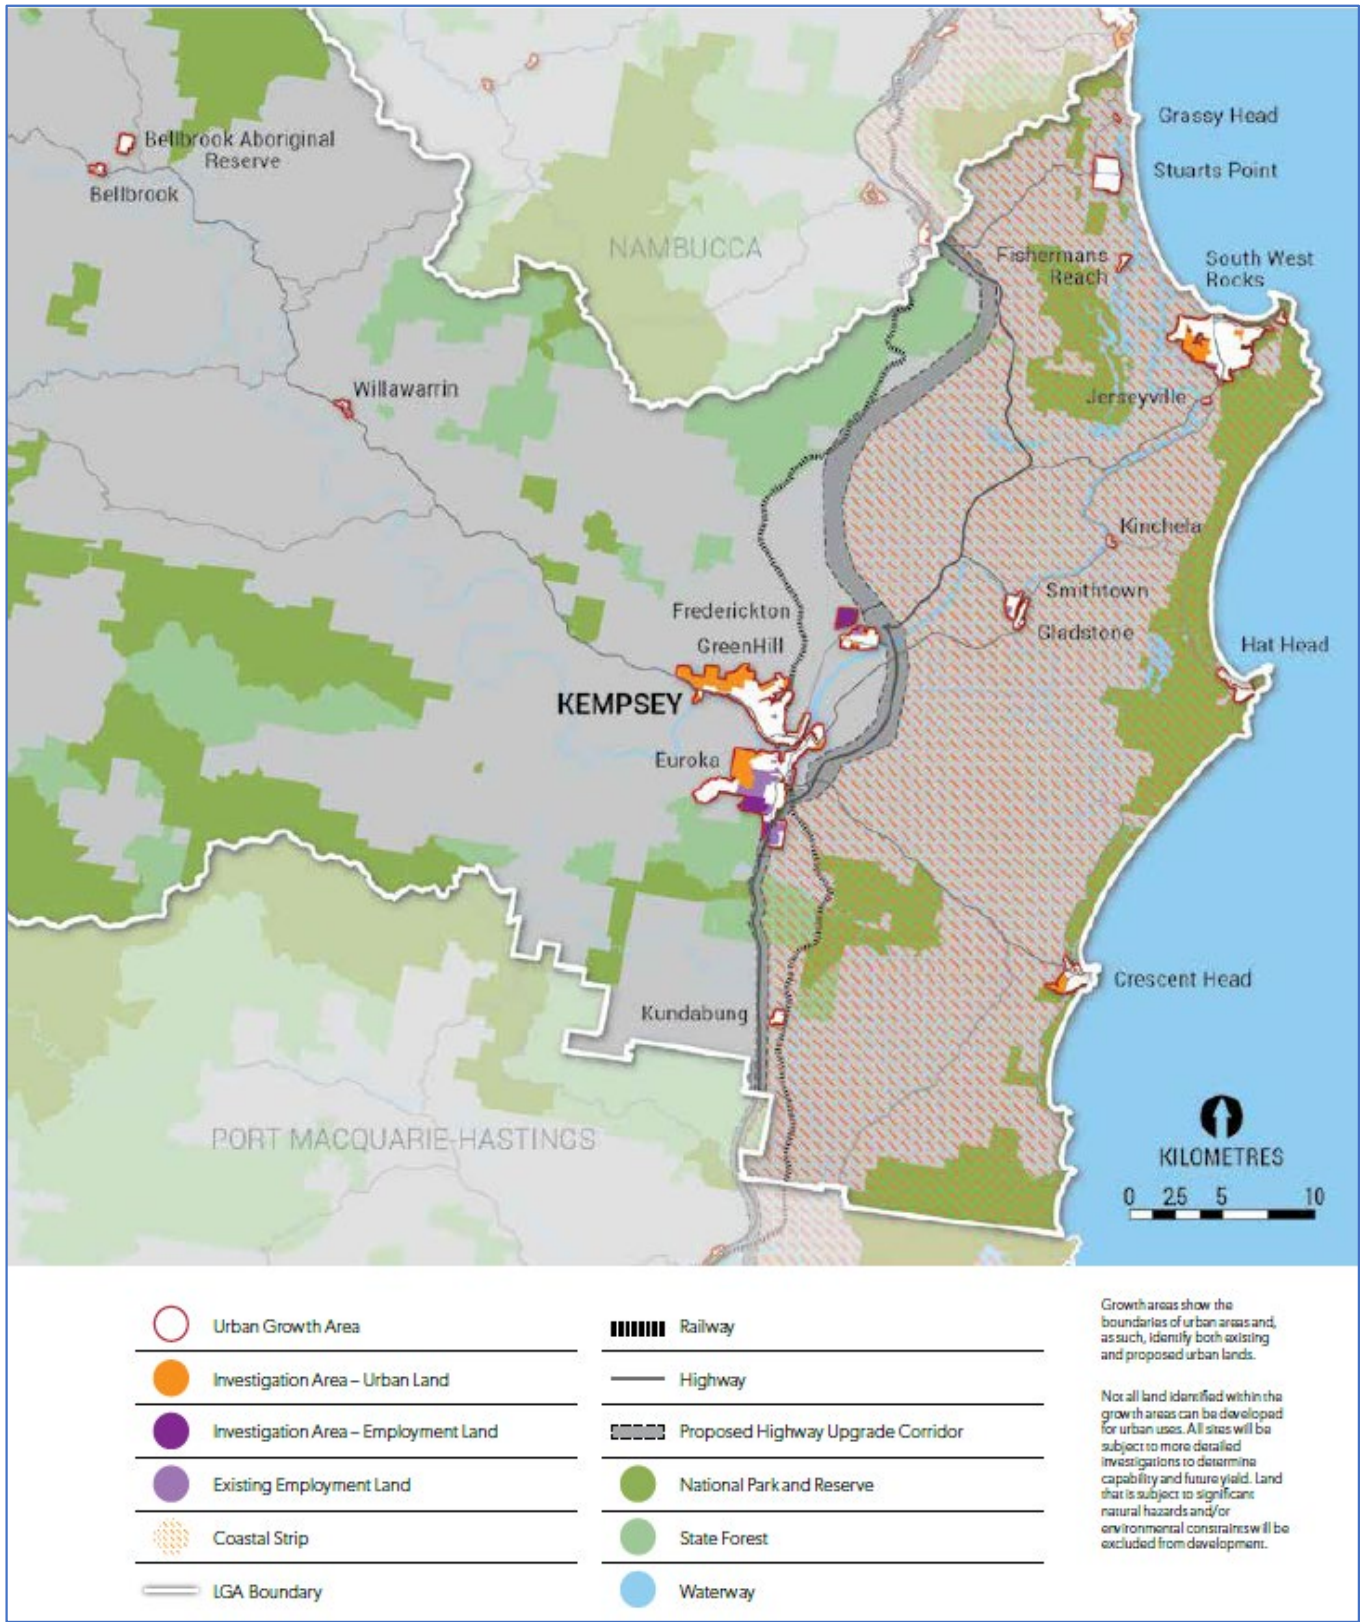 Grassy Head
Bellbrook Aboriginal
Reserve
Stuarts Point
Bellbrook
NAMBUCCA
Fishermans
Reach
South West
Rocks
Willawarrin
Jerseyville
Kinchela
Smithtown
Frederickton
Gladstone
GreenHill
Hat Head
KEMPSEY
Euroka
Crescent Head
Kundabung
PORT MACQUARIE-HASTINGS
KILOMETRES
0 2.5 5 10
Urban Growth Area
Investigation Area – Urban Land
Investigation Area – Employment Land
Existing Employment Land
Coastal Strip
LGA Boundary
Railway
Highway
Proposed Highway Upgrade Corridor
National Park and Reserve
State Forest
Waterway
Growth areas show the
boundaries of urban areas and,
as such, identify both existing
and proposed urban lands.
Not all land identified within the
growth areas can be developed
for urban uses. All sites will be
subject to more detailed
investigations to determine
capability and future yield. Land
that is subject to significant
natural hazards and/or
environmental constraints will be
excluded from development.